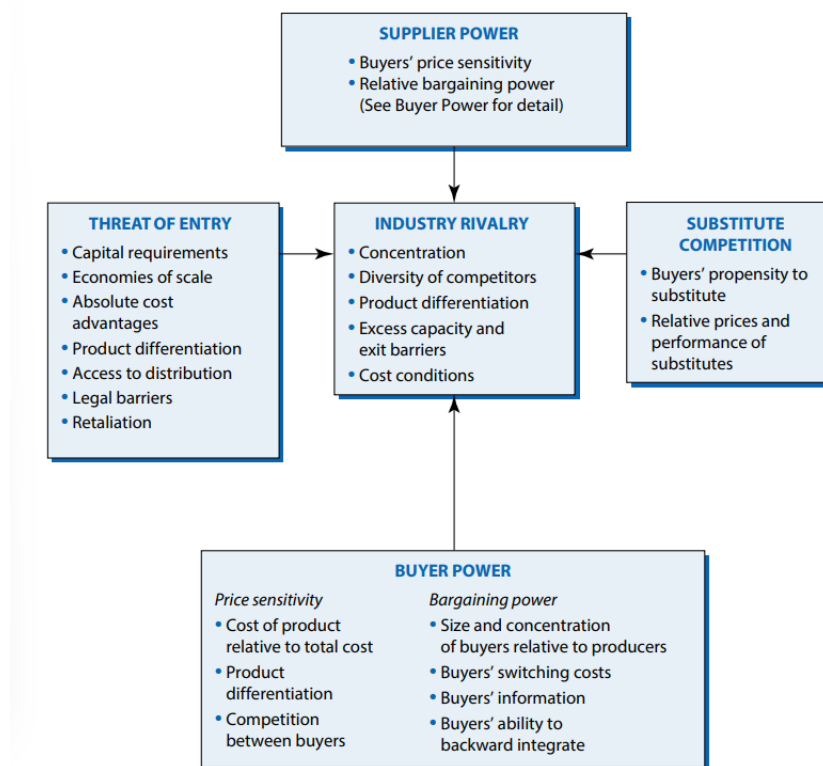 SUPPLIER POWER
• Buyers’ price sensitivity
• Relative bargaining power
(See Buyer Power for detail)
THREAT OF ENTRY
• Capital requirements
• Economies of scale
• Absolute cost
advantages
• Product differentiation
• Access to distribution
• Legal barriers
• Retaliation
INDUSTRY RIVALRY
• Concentration
• Diversity of competitors
• Product differentiation
• Excess capacity and
exit barriers
• Cost conditions
SUBSTITUTE
COMPETITION
• Buyers’ propensity to
substitute
• Relative prices and
performance of
substitutes
BUYER POWER
Price sensitivity
• Cost of product
relative to total cost
• Product
differentiation
• Competition
between buyers
Bargaining power
• Size and concentration
of buyers relative to producers
• Buyers’ switching costs
• Buyers’ information
• Buyers’ ability to
backward integrate